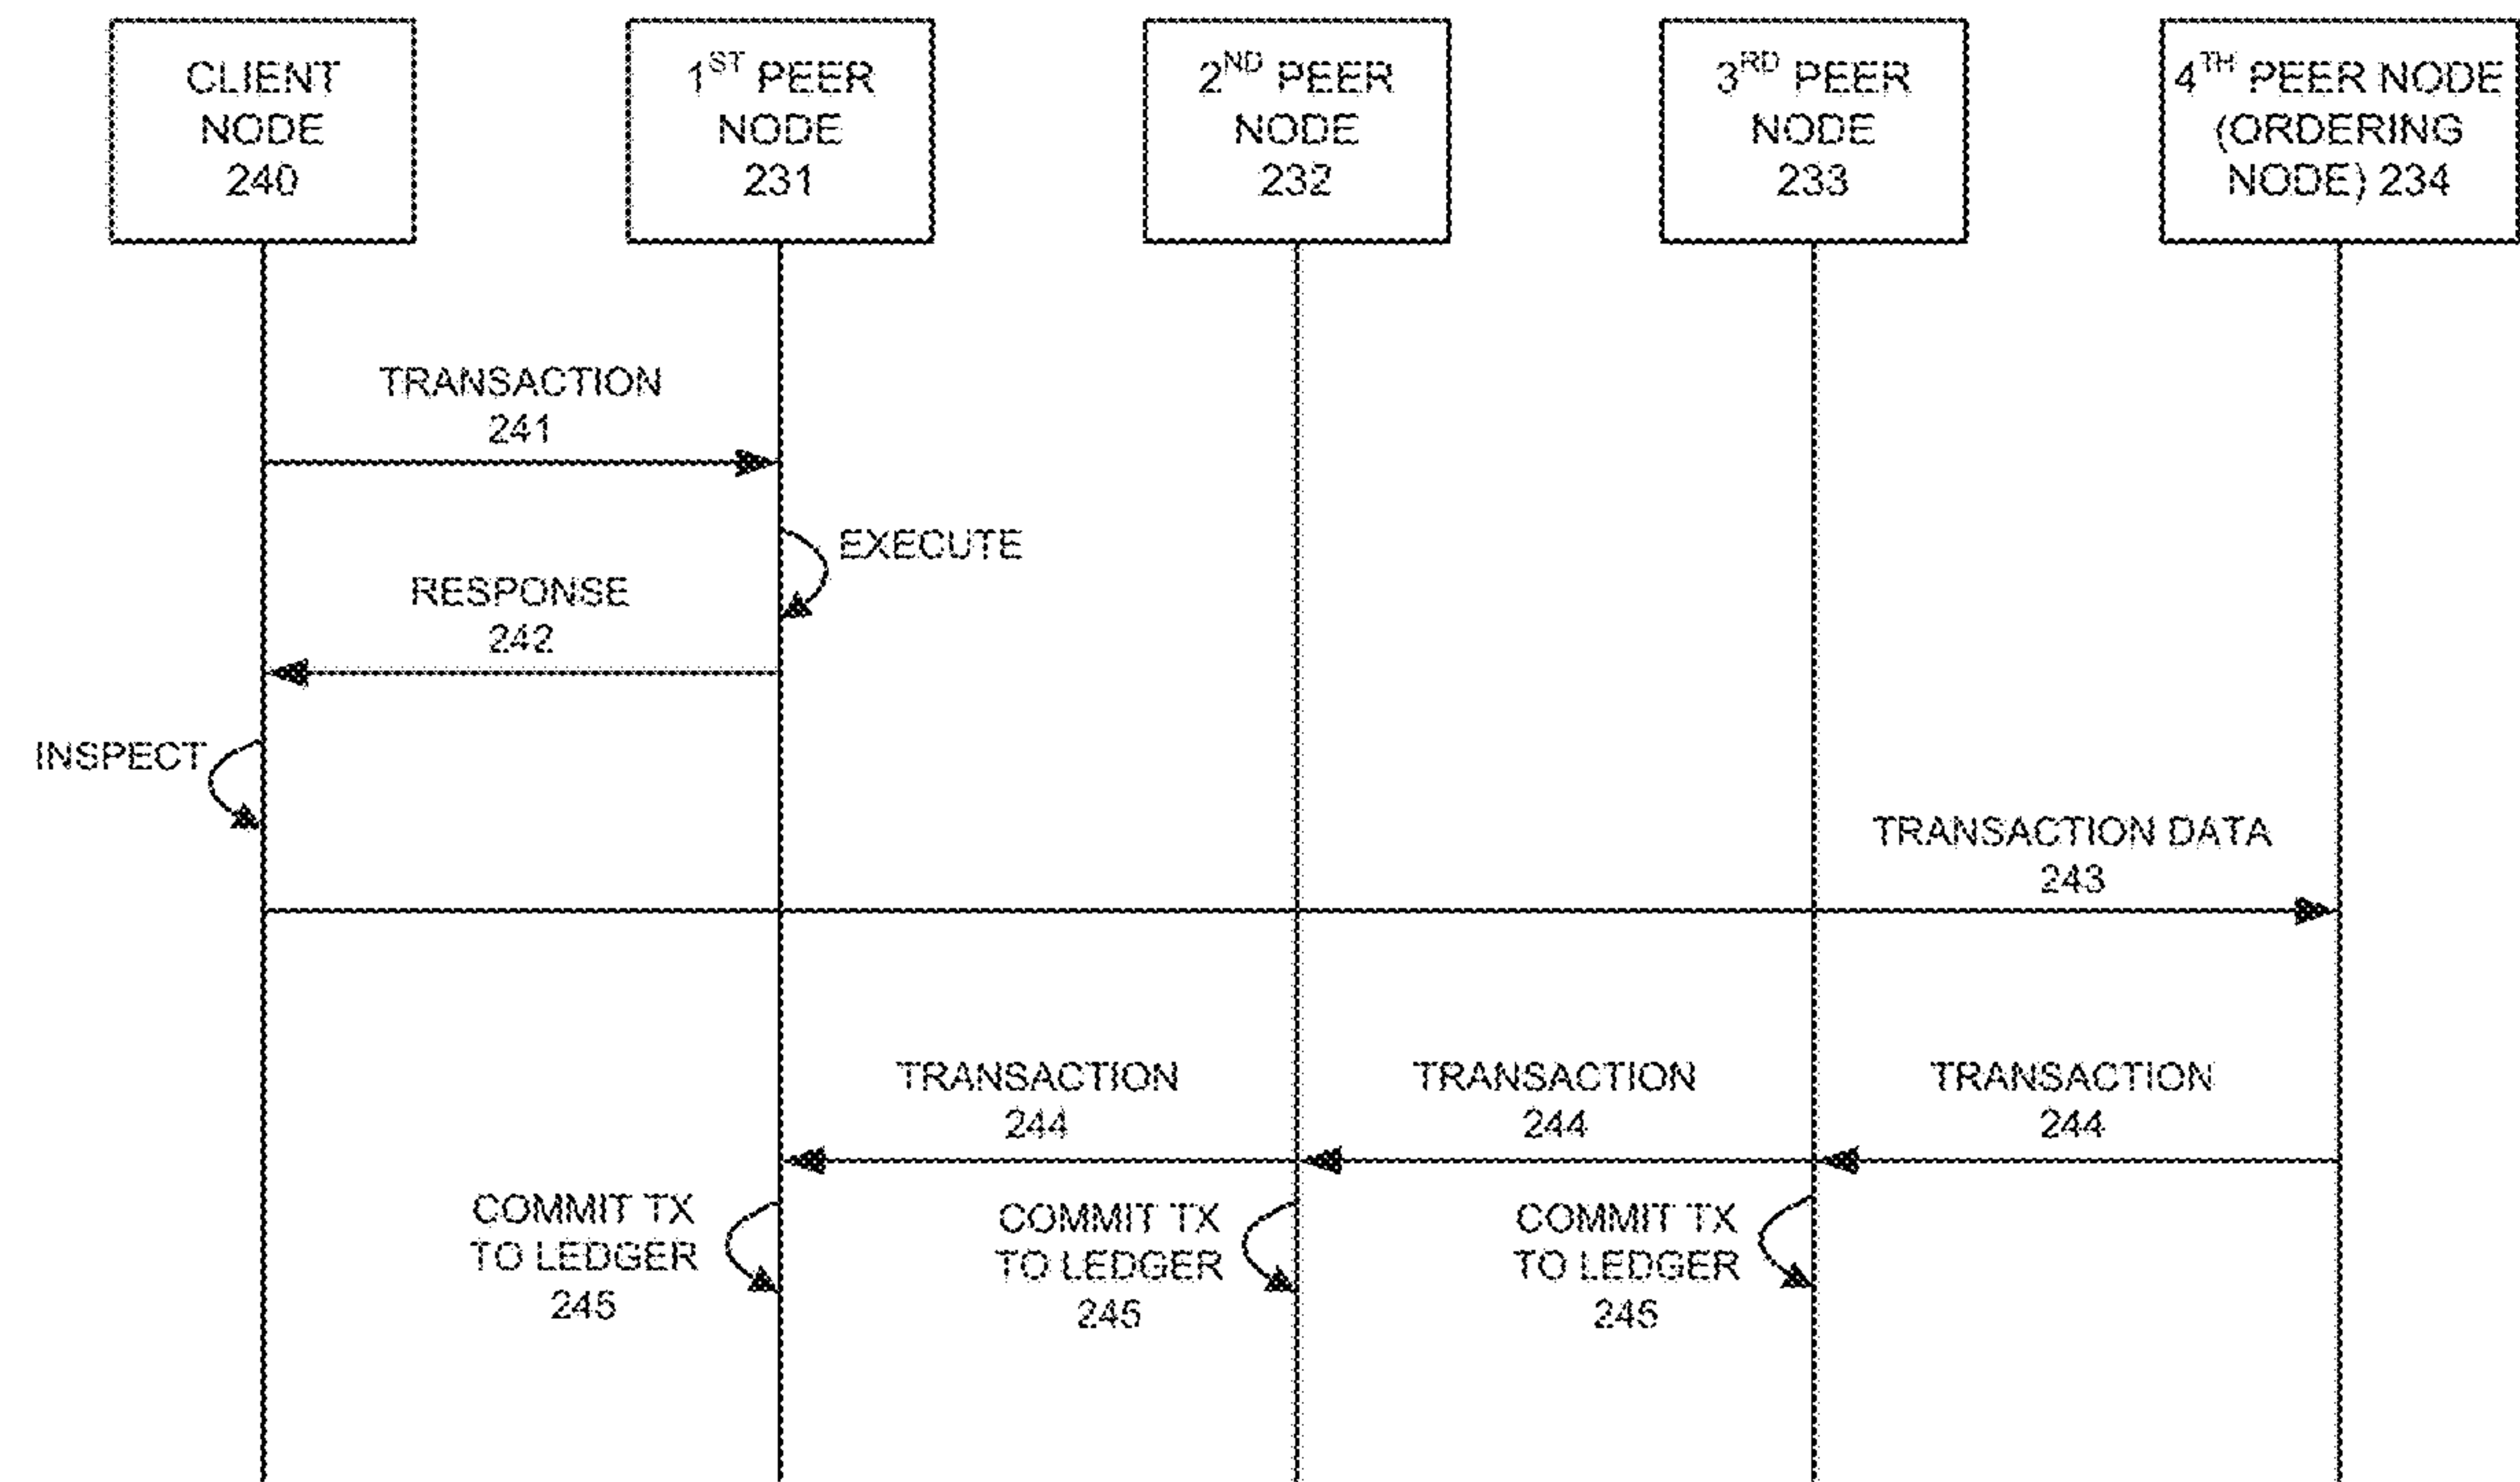 CLIENT
NODE
240
1ST PEER
NODE
231
2ND PEER
NODE
232
3RD PEER
NODE
233
4TH PEER NODE
(ORDERING
NODE) 234
TRANSACTION
241
EXECUTE
RESPONSE
242
INSPECT
TRANSACTION DATA
243
TRANSACTION
244
TRANSACTION
244
TRANSACTION
244
COMMIT TX
TO LEDGER
245
COMMIT TX
TO LEDGER
245
COMMIT TX
TO LEDGER
245